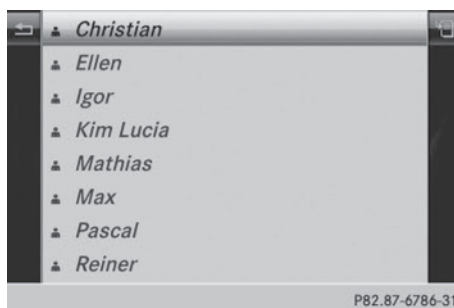 Christian
Ellen
Igor
Kim Lucia
Mathias
Max
Pascal
Reiner
P82.87-6786-31